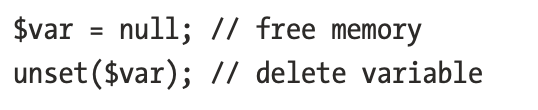 $var = null; // free memory
unset($var); // delete variable